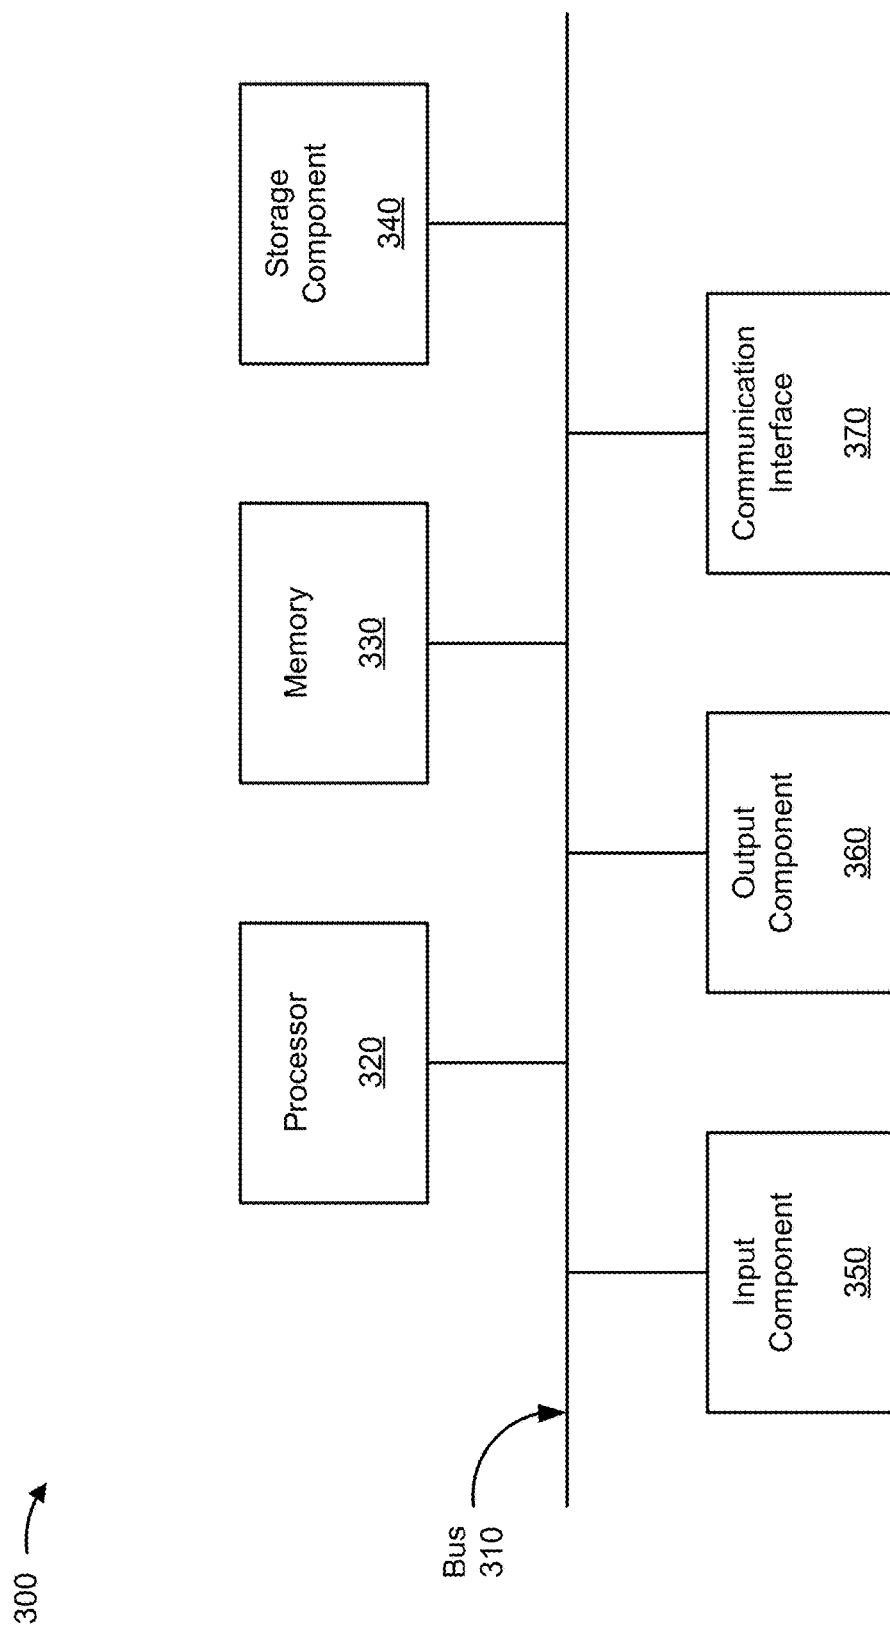 300
Bus
310
Processor
320
Memory
330
Storage
Component
340
Input
Component
350
Output
Component
360
Communication
Interface
370